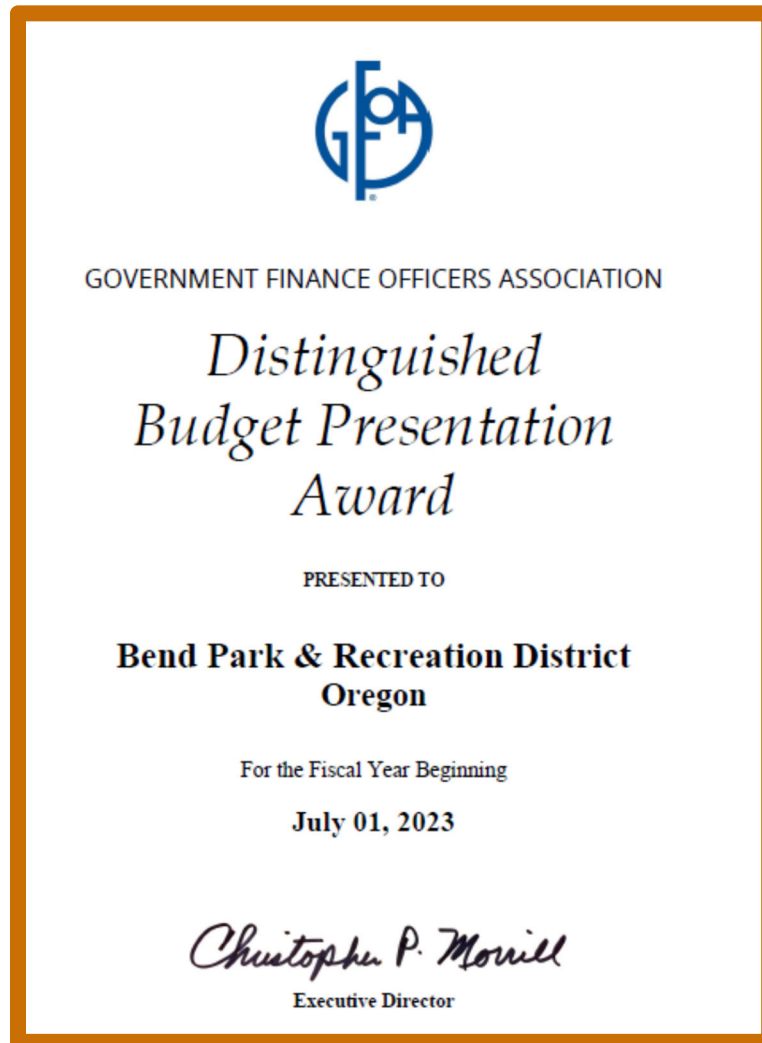 GFOA
GOVERNMENT FINANCE OFFICERS ASSOCIATION
Distinguished
Budget Presentation
Award
PRESENTED TO
Bend Park & Recreation District
Oregon
For the Fiscal Year Beginning
July 01, 2023
Christopher P. Morrill
Executive Director